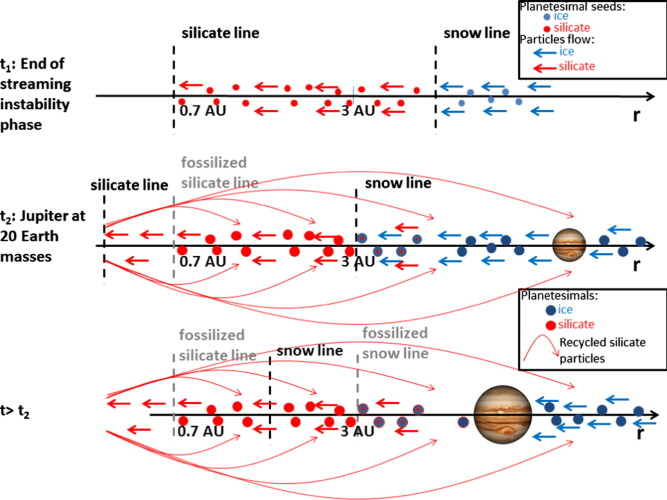 Planetesimal seeds:
ice
silicate
Particles flow:
ice
silicate
silicate line
snow line
t1: End of
streaming
instability
phase
0.7 AU
3 AU
r
fossilized
silicate line
silicate line
snow line
t2: Jupiter at
20 Earth
masses
0.7 AU
3 AU
r
Planetesimals:
ice
silicate
Recycled silicate
particles
fossilized
silicate line
snow line
fossilized
snow line
t> t2
0.7 AU
3 AU
r